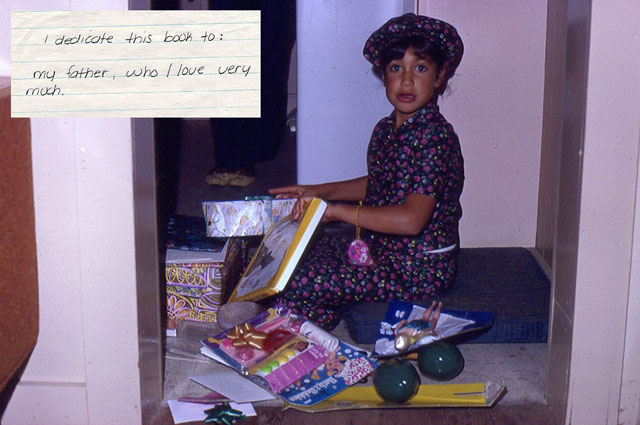 I dedicate this book to:
my father, who I love very
much.